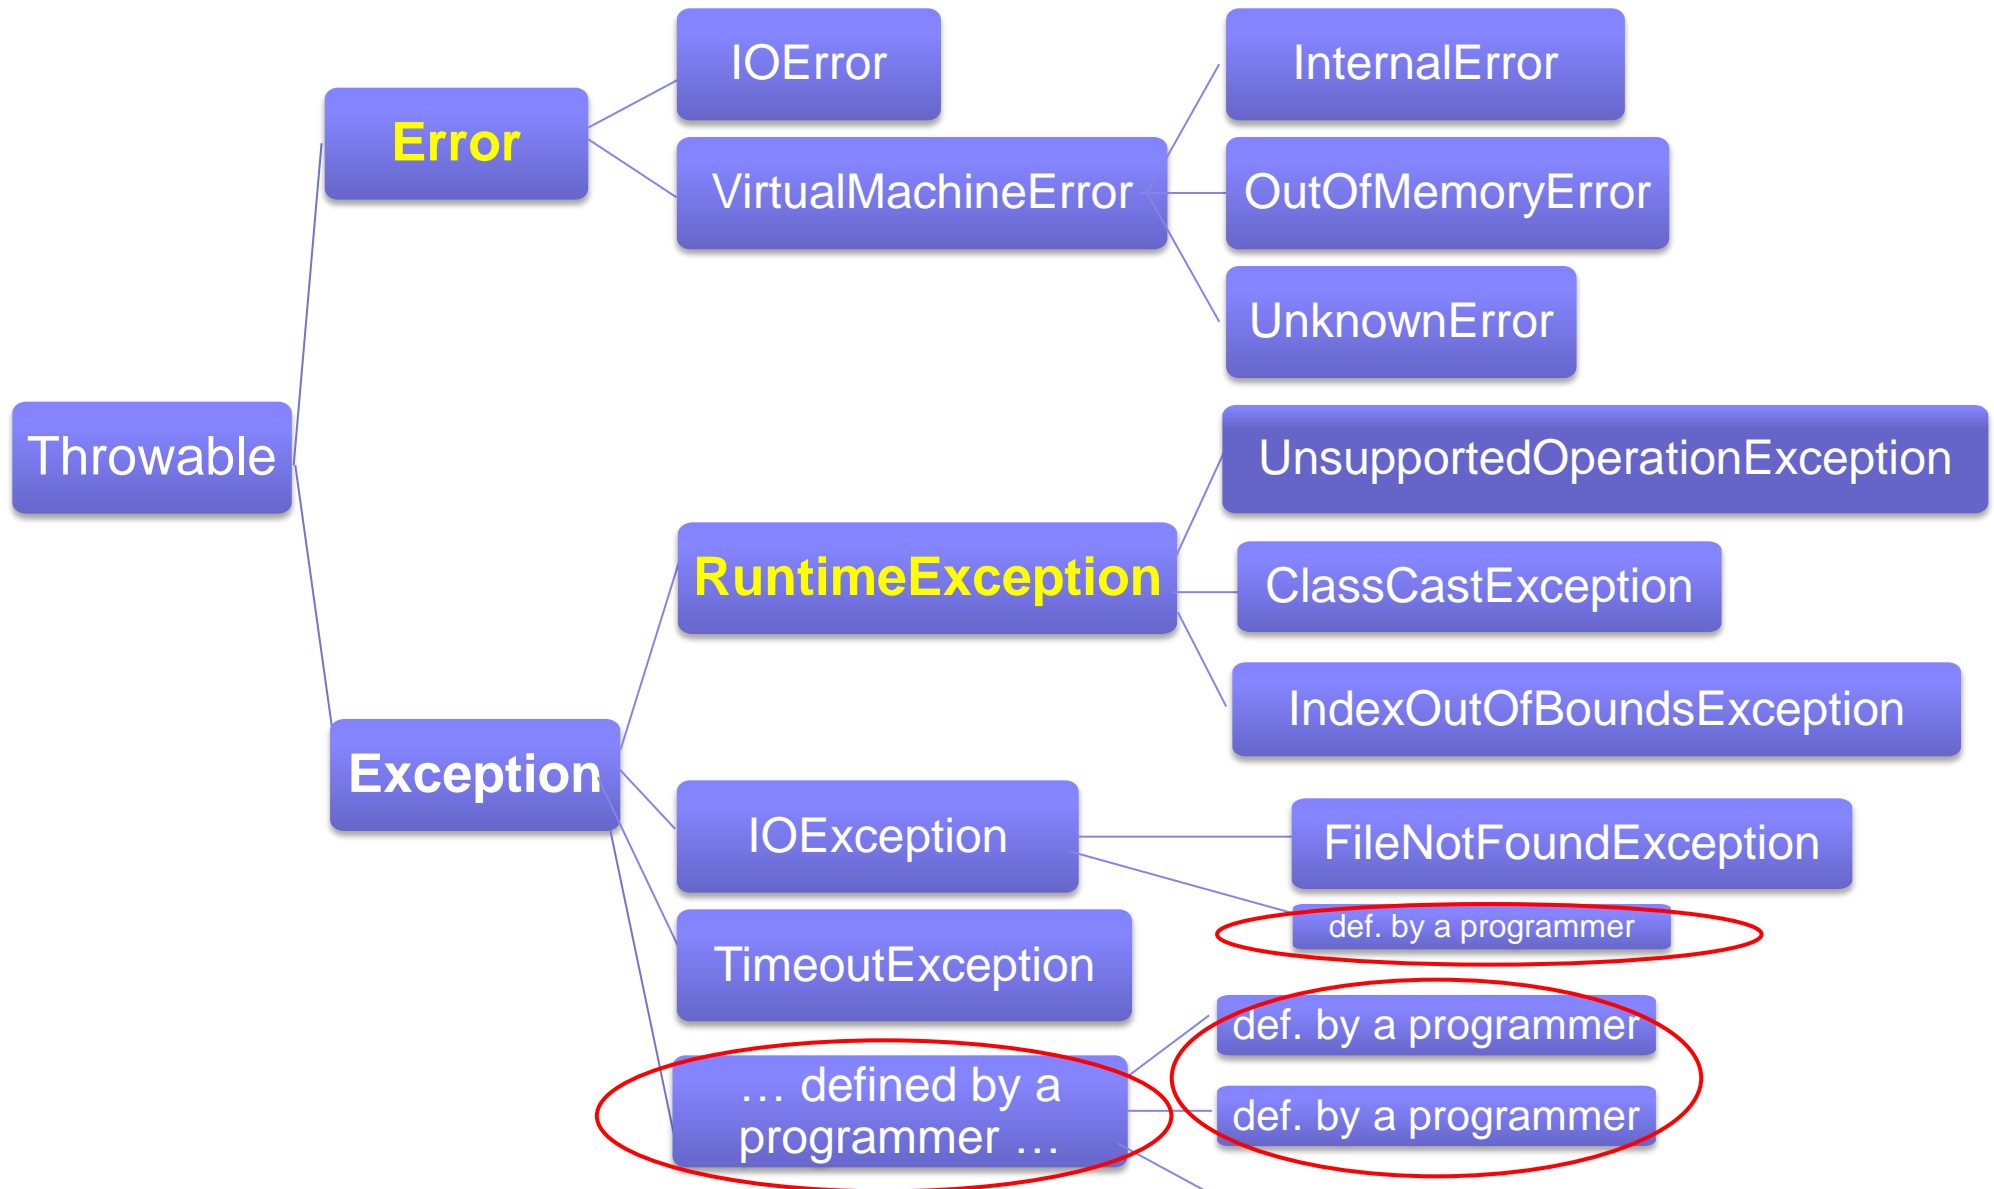 IOError
InternalError
Error
VirtualMachineError
OutOfMemoryError
UnknownError
Throwable
UnsupportedOperationException
RuntimeException
ClassCastException
IndexOutOfBoundsException
Exception
IOException
FileNotFoundException
def. by a programmer
TimeoutException
def. by a programmer
… defined by a
programmer …
def. by a programmer